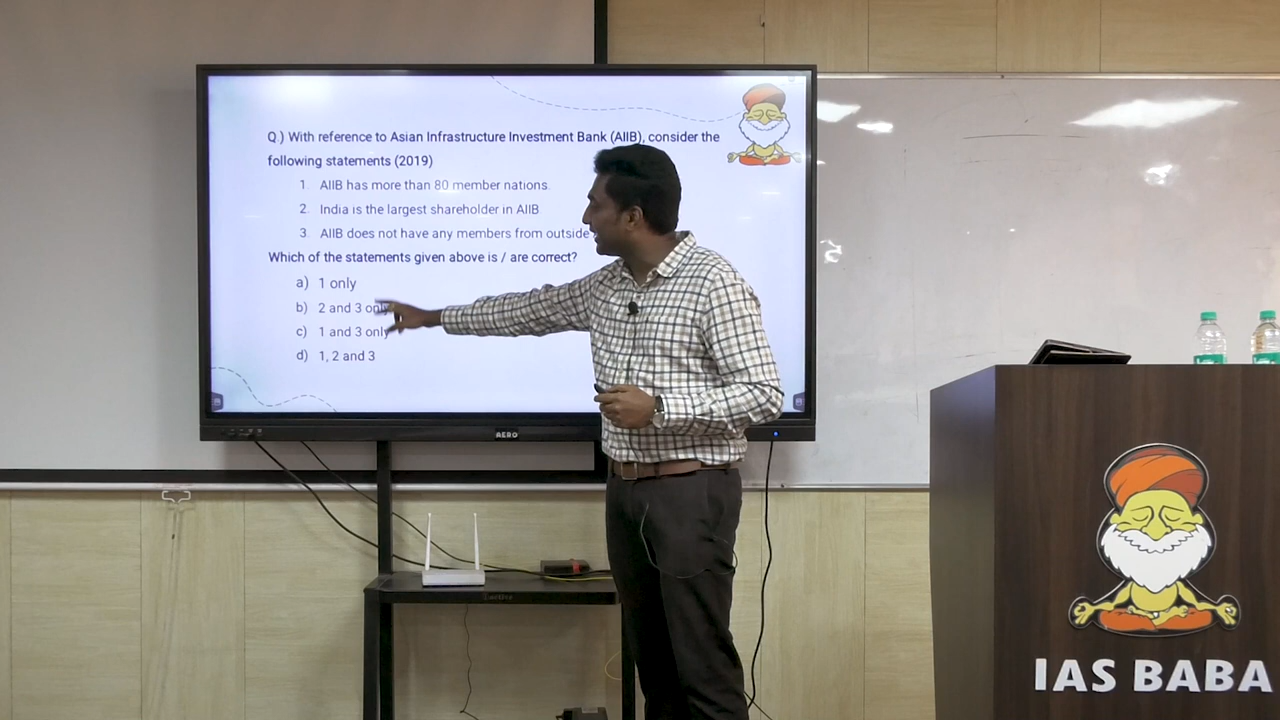 Q.) With reference to Asian Infrastructure Investment Bank (AIIB), consider the
following statements (2019)
1. AIIB has more than 80 member nations.
2. India is the largest shareholder in AIIB
3. AIIB does not have any members from outside
Which of the statements given above is / are correct?
a) 1 only
b) 2 and 3 only
c) 1 and 3 only
d) 1, 2 and 3
AERO
IAS BABA